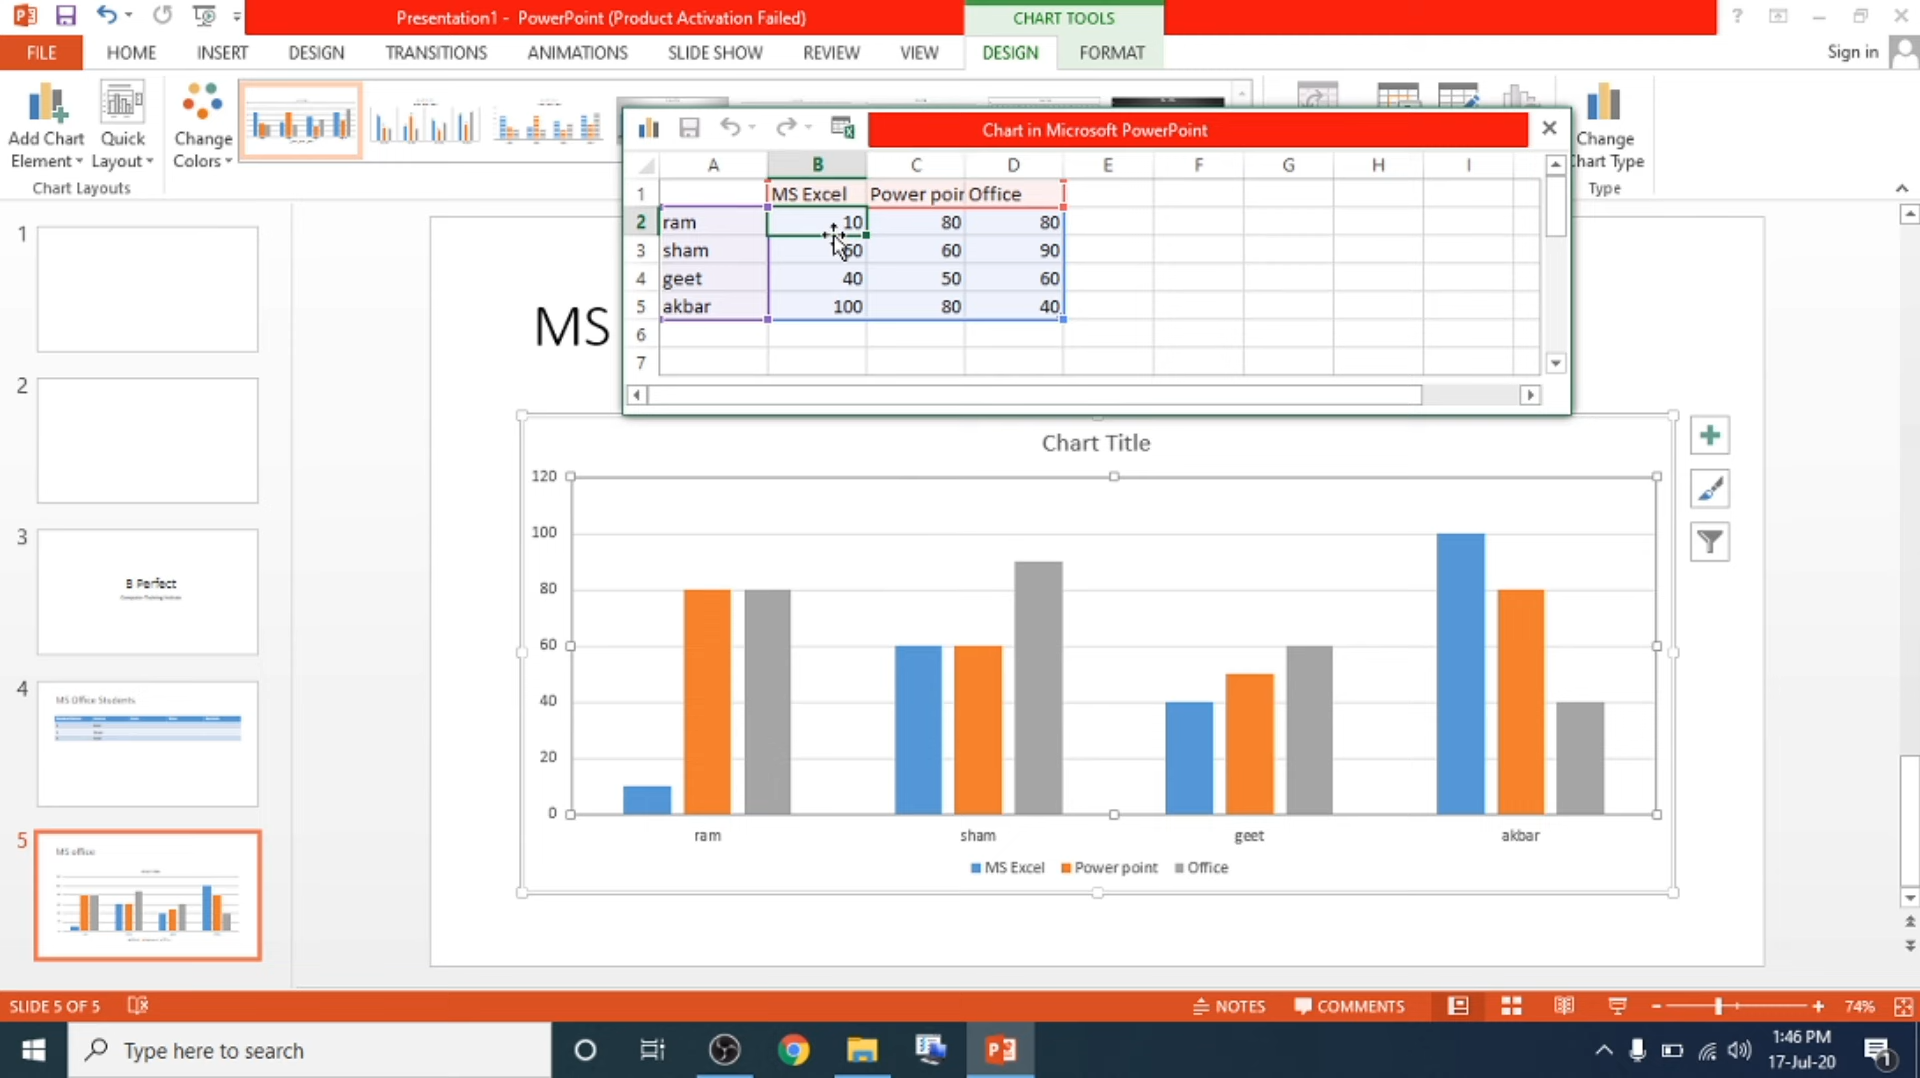 Presentation1 - PowerPoint (Product Activation Failed)
CHART TOOLS
FILE HOME INSERT DESIGN TRANSITIONS ANIMATIONS SLIDE SHOW REVIEW VIEW DESIGN FORMAT Sign in
Add Chart Element
Quick Layout
Change Colors
Chart Layouts
Change Chart Type
Type
Chart in Microsoft PowerPoint
A B C D E F G H I
1 MS Excel Power poir Office
2 ram 10 80 80
3 sham 60 60 90
4 geet 40 50 60
5 akbar 100 80 40
6
7
1
2
3
B Perfect
4
MS Office Students
5
MS office
MS
Chart Title
120
100
80
60
40
20
0
ram sham geet akbar
MS Excel Power point Office
SLIDE 5 OF 5 NOTES COMMENTS 74%
Type here to search
1:46 PM
17-Jul-20
1